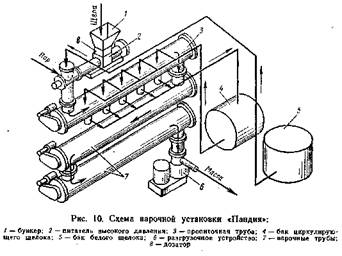 Щепа
1
8
2
Пар
3
4
5
7
Масса
6
Рис. 10. Схема варочной установки «Пандия»:
1 — бункер; 2 — питатель высокого давления; 3 — пропиточная труба; 4 — бак циркулирую-
щего щелока; 5 — бак белого щелока; 6 — разгрузочное устройство; 7 — варочные трубы;
8 — дозатор